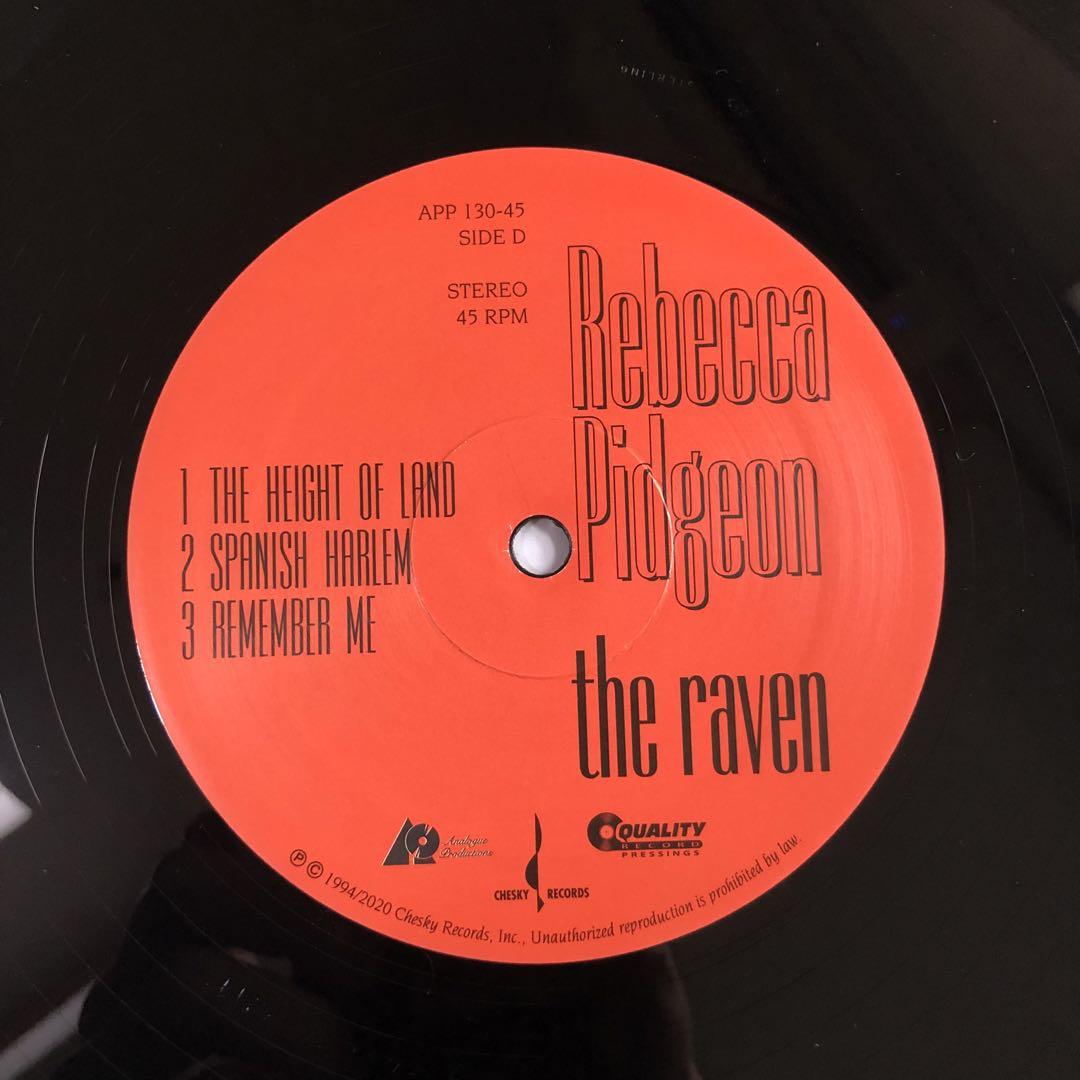 STERLING
APP 130-45
SIDE D
STEREO
45 RPM
Rebecca
Pidgeon
the raven
1 THE HEIGHT OF LAND
2 SPANISH HARLEM
3 REMEMBER ME
Analogue
Productions
CHESKY RECORDS
QUALITY
RECORD
PRESSINGS
Ⓟ © 1994/2020 Chesky Records, Inc., Unauthorized reproduction is prohibited by law.